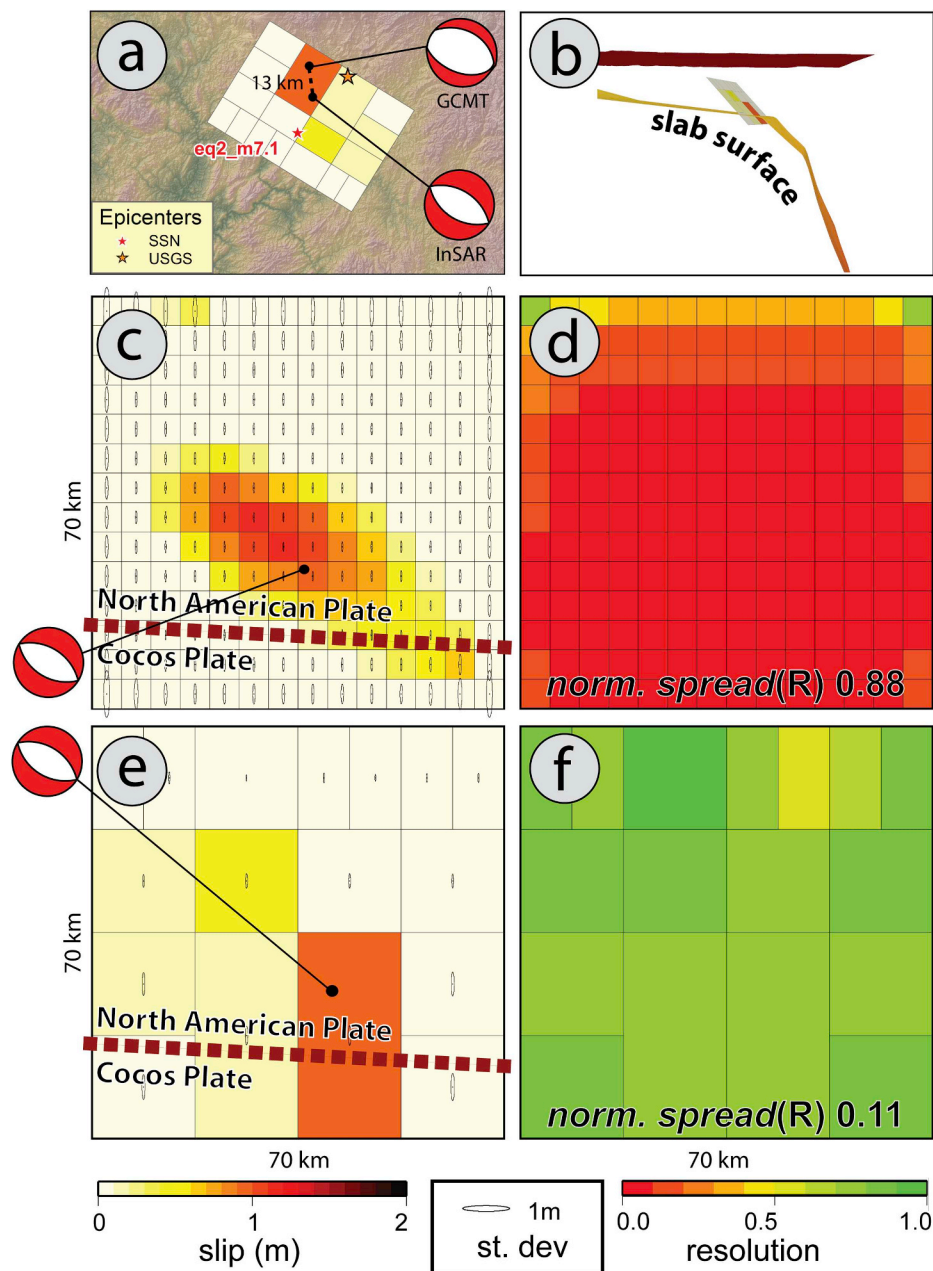 a
13 km
GCMT
eq2_m7.1
Epicenters
SSN
USGS
InSAR
b
slab surface
c
70 km
North American Plate
Cocos Plate
d
norm. spread(R) 0.88
e
70 km
North American Plate
Cocos Plate
70 km
f
norm. spread(R) 0.11
70 km
0
1
2
slip (m)
1m
st. dev
0.0
0.5
1.0
resolution